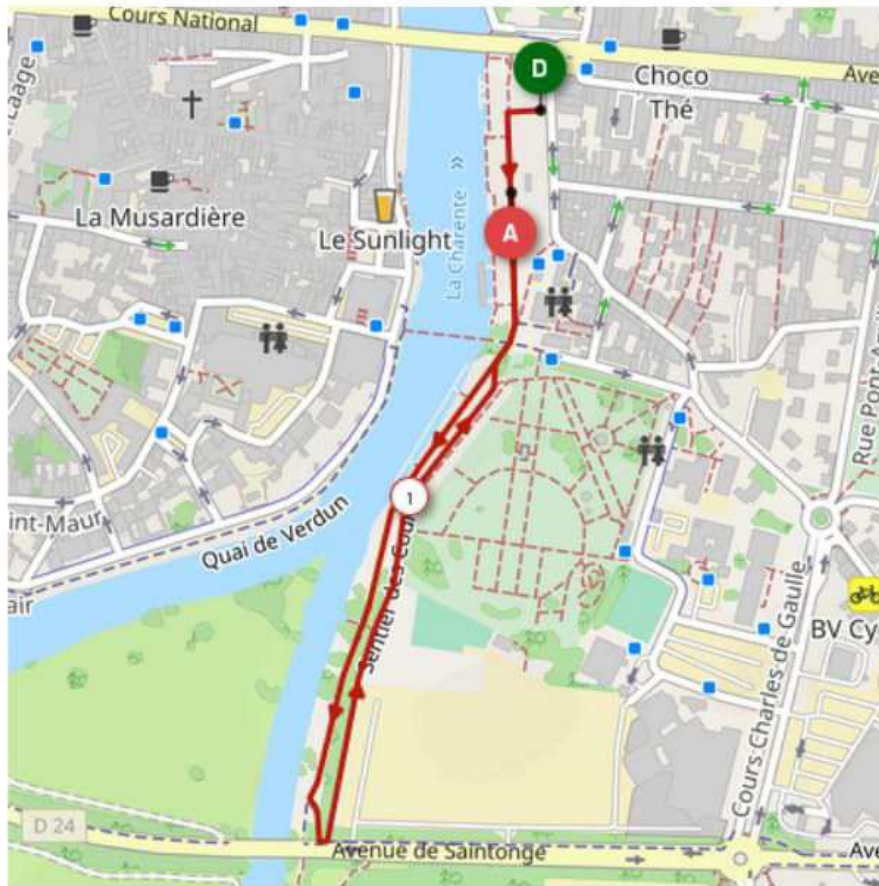 Cours National
D
Choco
Thé
Ave
Laage
La Musardière
Le Sunlight
La Charente
A
Rue Pont-A
1
int-Maur
Quai de Verdun
air
Sentier des Cou
BV Cy
Cours Charles de Gaulle
D 24
Avenue de Saintonge
Ave